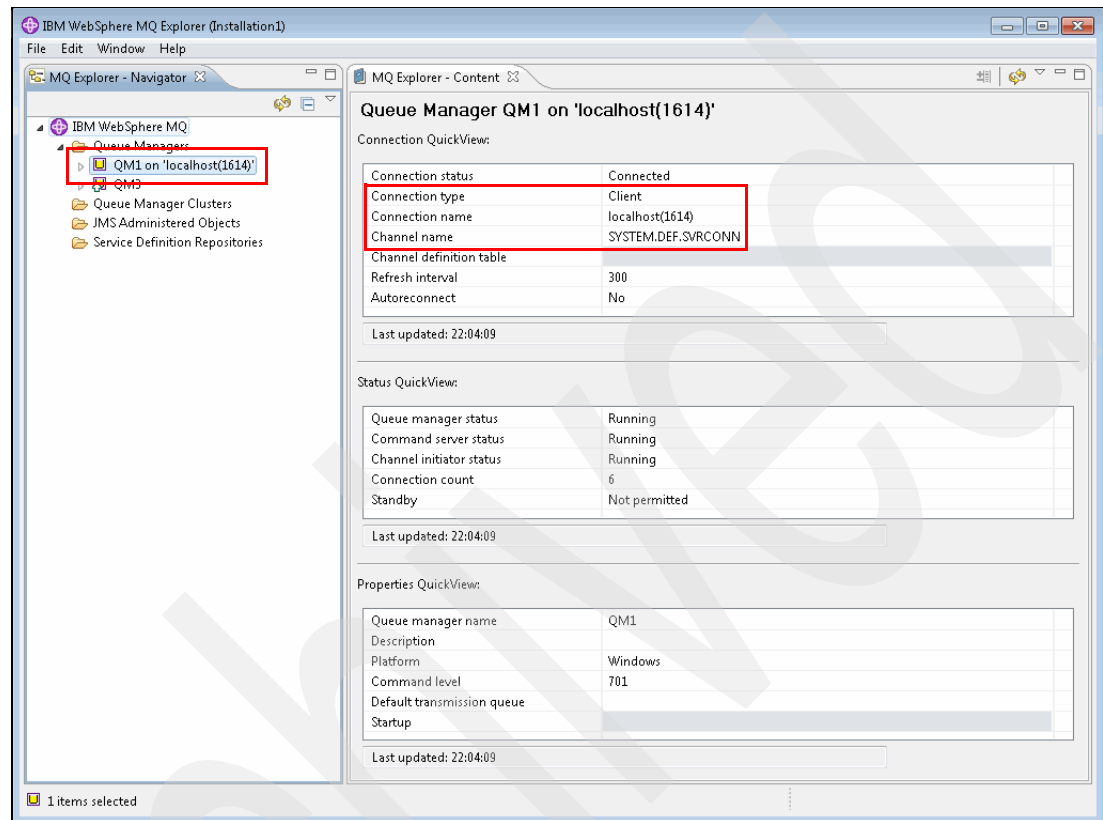 IBM WebSphere MQ Explorer (Installation1)
File Edit Window Help
MQ Explorer - Navigator
IBM WebSphere MQ
Queue Managers
QM1 on 'localhost(1614)'
QM3
Queue Manager Clusters
JMS Administered Objects
Service Definition Repositories
MQ Explorer - Content
Queue Manager QM1 on 'localhost(1614)'
Connection QuickView:
Connection status Connected
Connection type Client
Connection name localhost(1614)
Channel name SYSTEM.DEF.SVRCONN
Channel definition table
Refresh interval 300
Autoreconnect No
Last updated: 22:04:09
Status QuickView:
Queue manager status Running
Command server status Running
Channel initiator status Running
Connection count 6
Standby Not permitted
Last updated: 22:04:09
Properties QuickView:
Queue manager name QM1
Description
Platform Windows
Command level 701
Default transmission queue
Startup
Last updated: 22:04:09
1 items selected